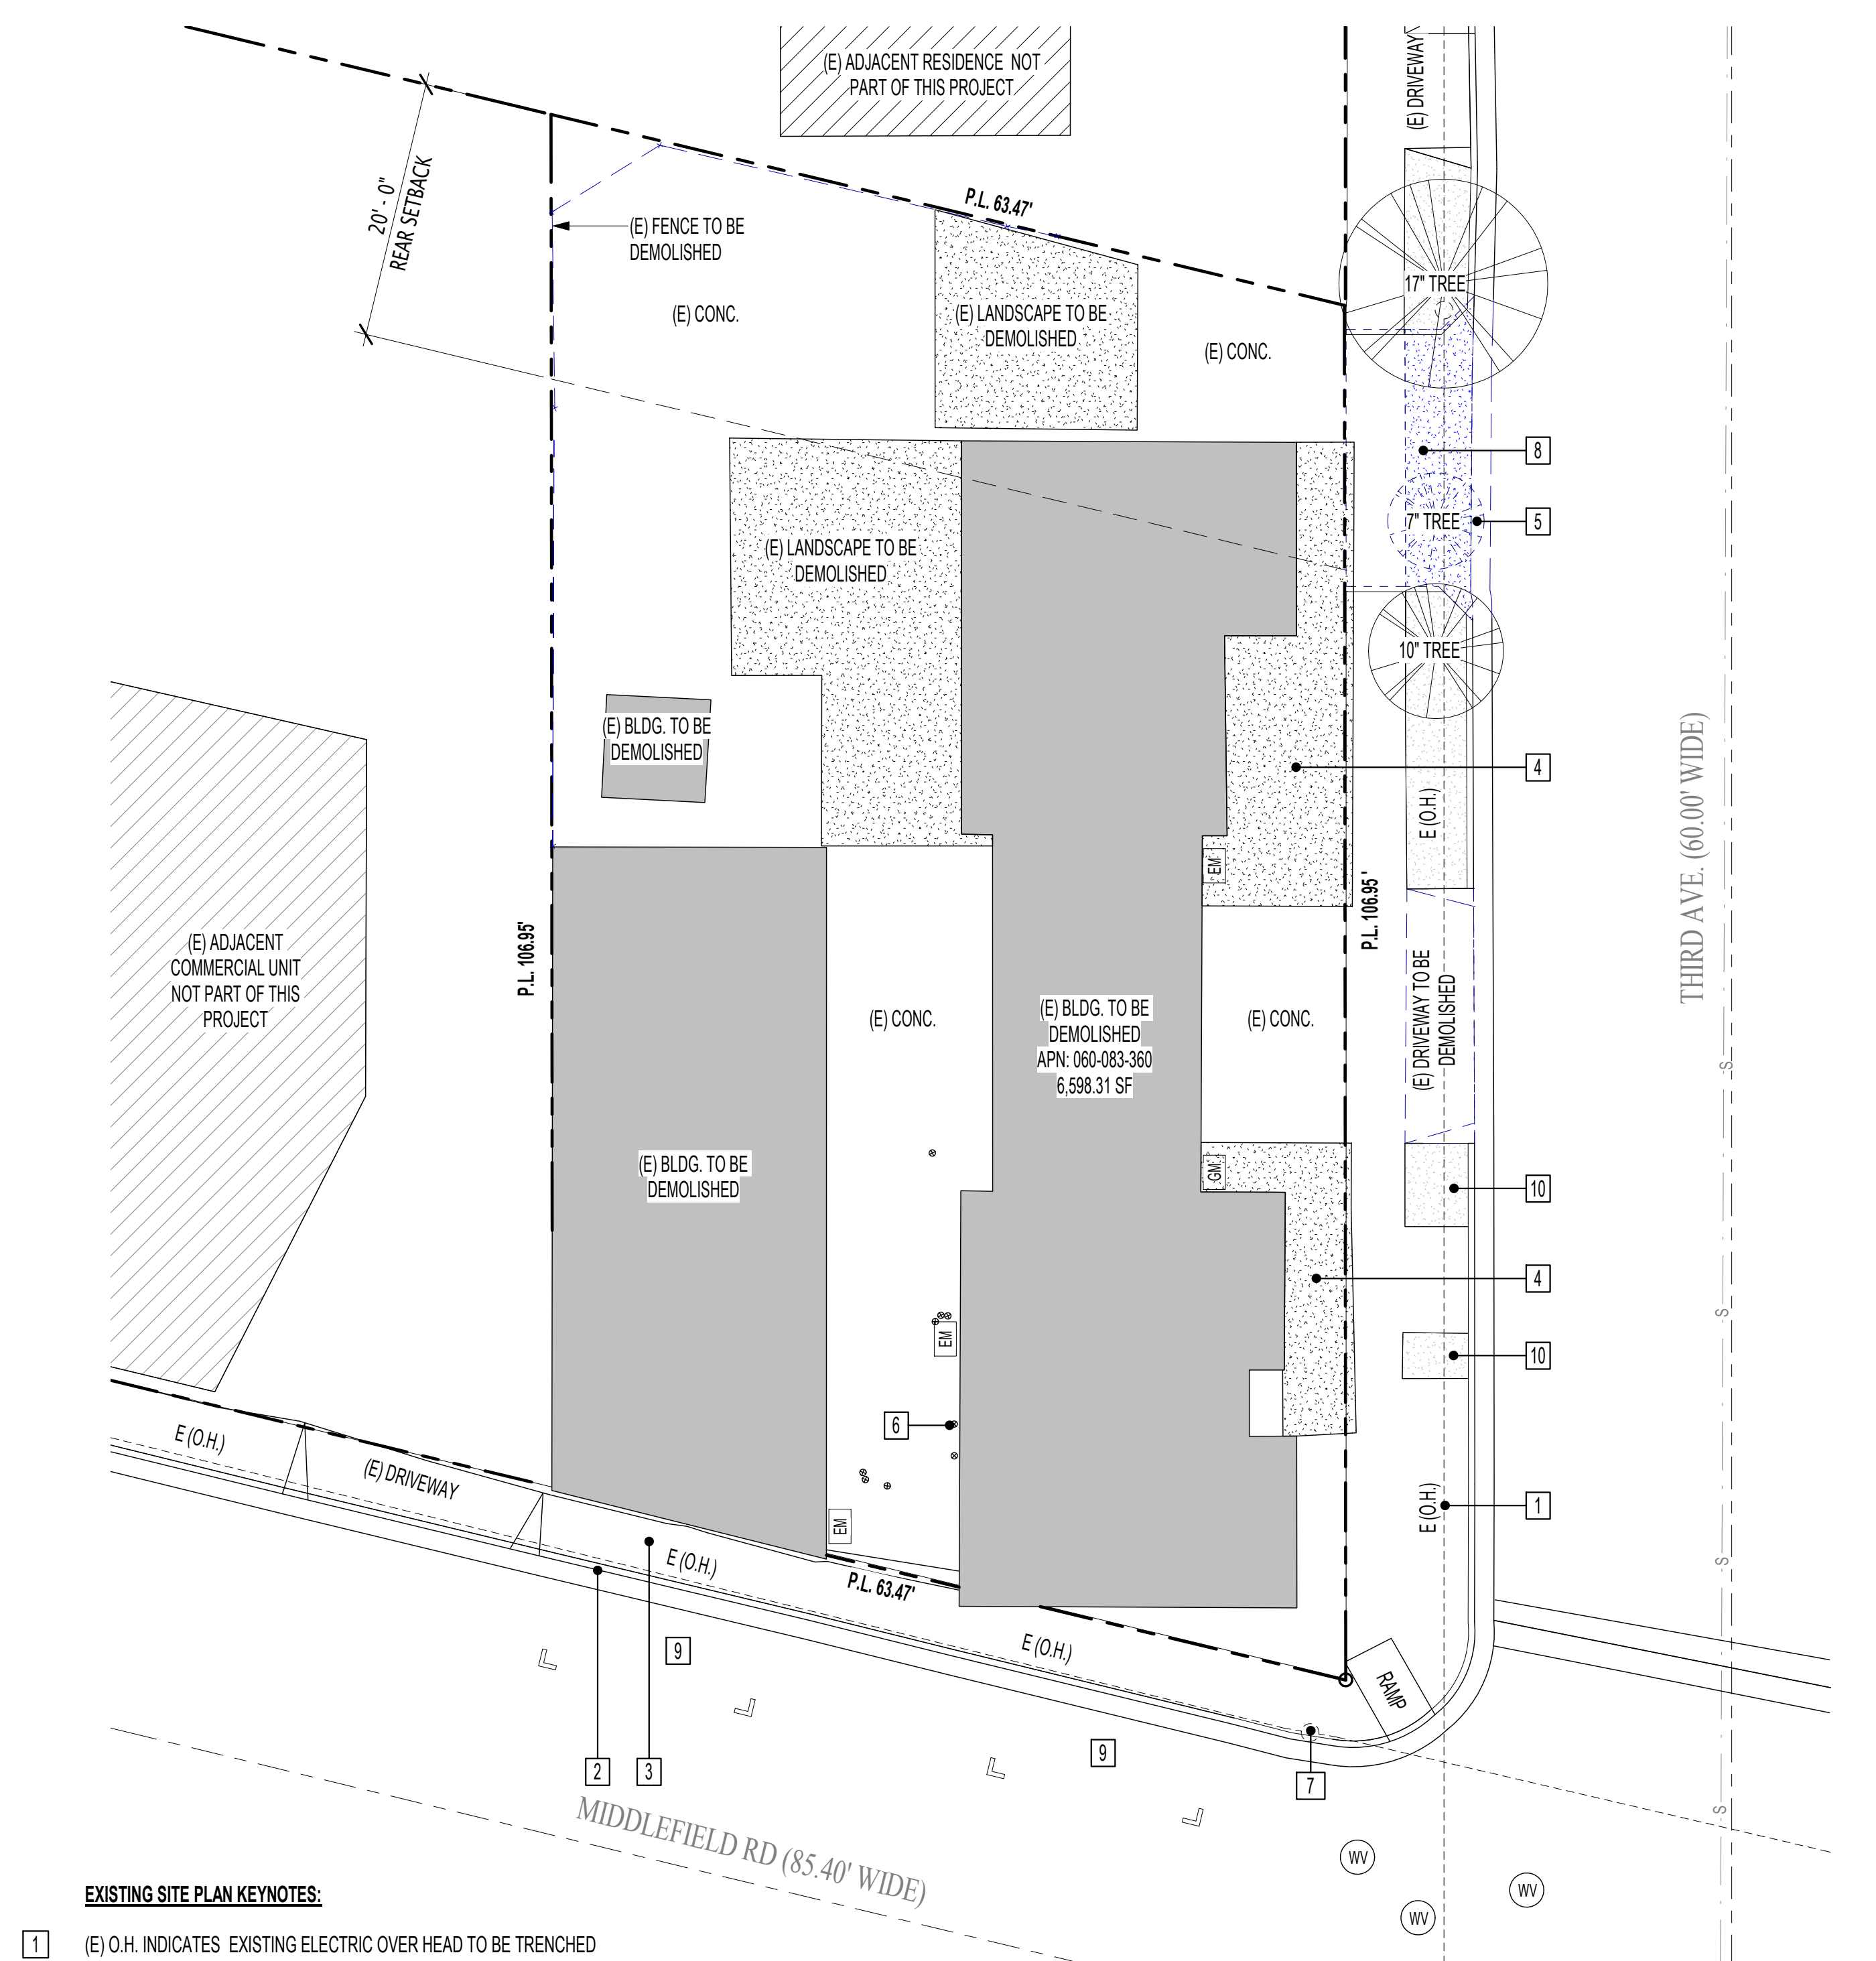 (E) ADJACENT RESIDENCE NOT
PART OF THIS PROJECT
(E) DRIVEWAY
20' - 0"
REAR SETBACK
P.L. 63.47'
(E) FENCE TO BE
DEMOLISHED
(E) CONC.
(E) LANDSCAPE TO BE
DEMOLISHED
(E) CONC.
17" TREE
8
7" TREE
5
(E) LANDSCAPE TO BE
DEMOLISHED
10" TREE
(E) BLDG. TO BE
DEMOLISHED
4
E (O.H.)
EM
THIRD AVE. (60.00' WIDE)
P.L. 106.95'
P.L. 106.95'
(E) ADJACENT
COMMERCIAL UNIT
NOT PART OF THIS
PROJECT
(E) CONC.
(E) BLDG. TO BE
DEMOLISHED
APN: 060-083-360
6,598.31 SF
(E) CONC.
(E) DRIVEWAY TO BE
DEMOLISHED
S
(E) BLDG. TO BE
DEMOLISHED
GM
10
4
S
EM
10
6
E (O.H.)
(E) DRIVEWAY
EM
E (O.H.)
1
S
E (O.H.)
P.L. 63.47'
E (O.H.)
9
RAMP
9
2
3
7
S
MIDDLEFIELD RD (85.40' WIDE)
WV
WV
WV
EXISTING SITE PLAN KEYNOTES:
1 (E) O.H. INDICATES EXISTING ELECTRIC OVER HEAD TO BE TRENCHED